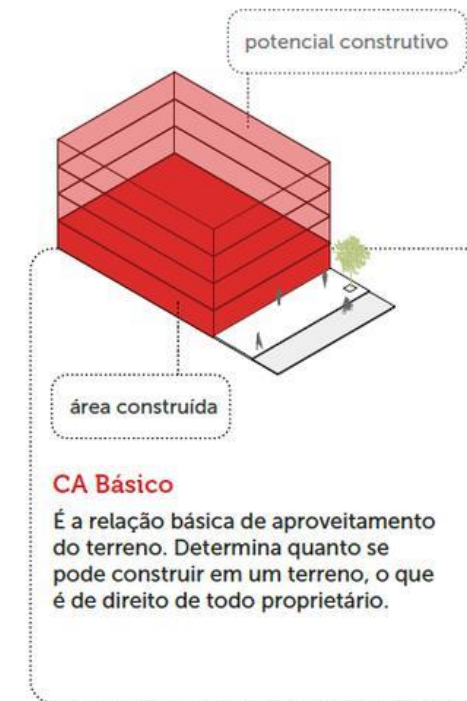 potencial construtivo
área construída
CA Básico
É a relação básica de aproveitamento
do terreno. Determina quanto se
pode construir em um terreno, o que
é de direito de todo proprietário.